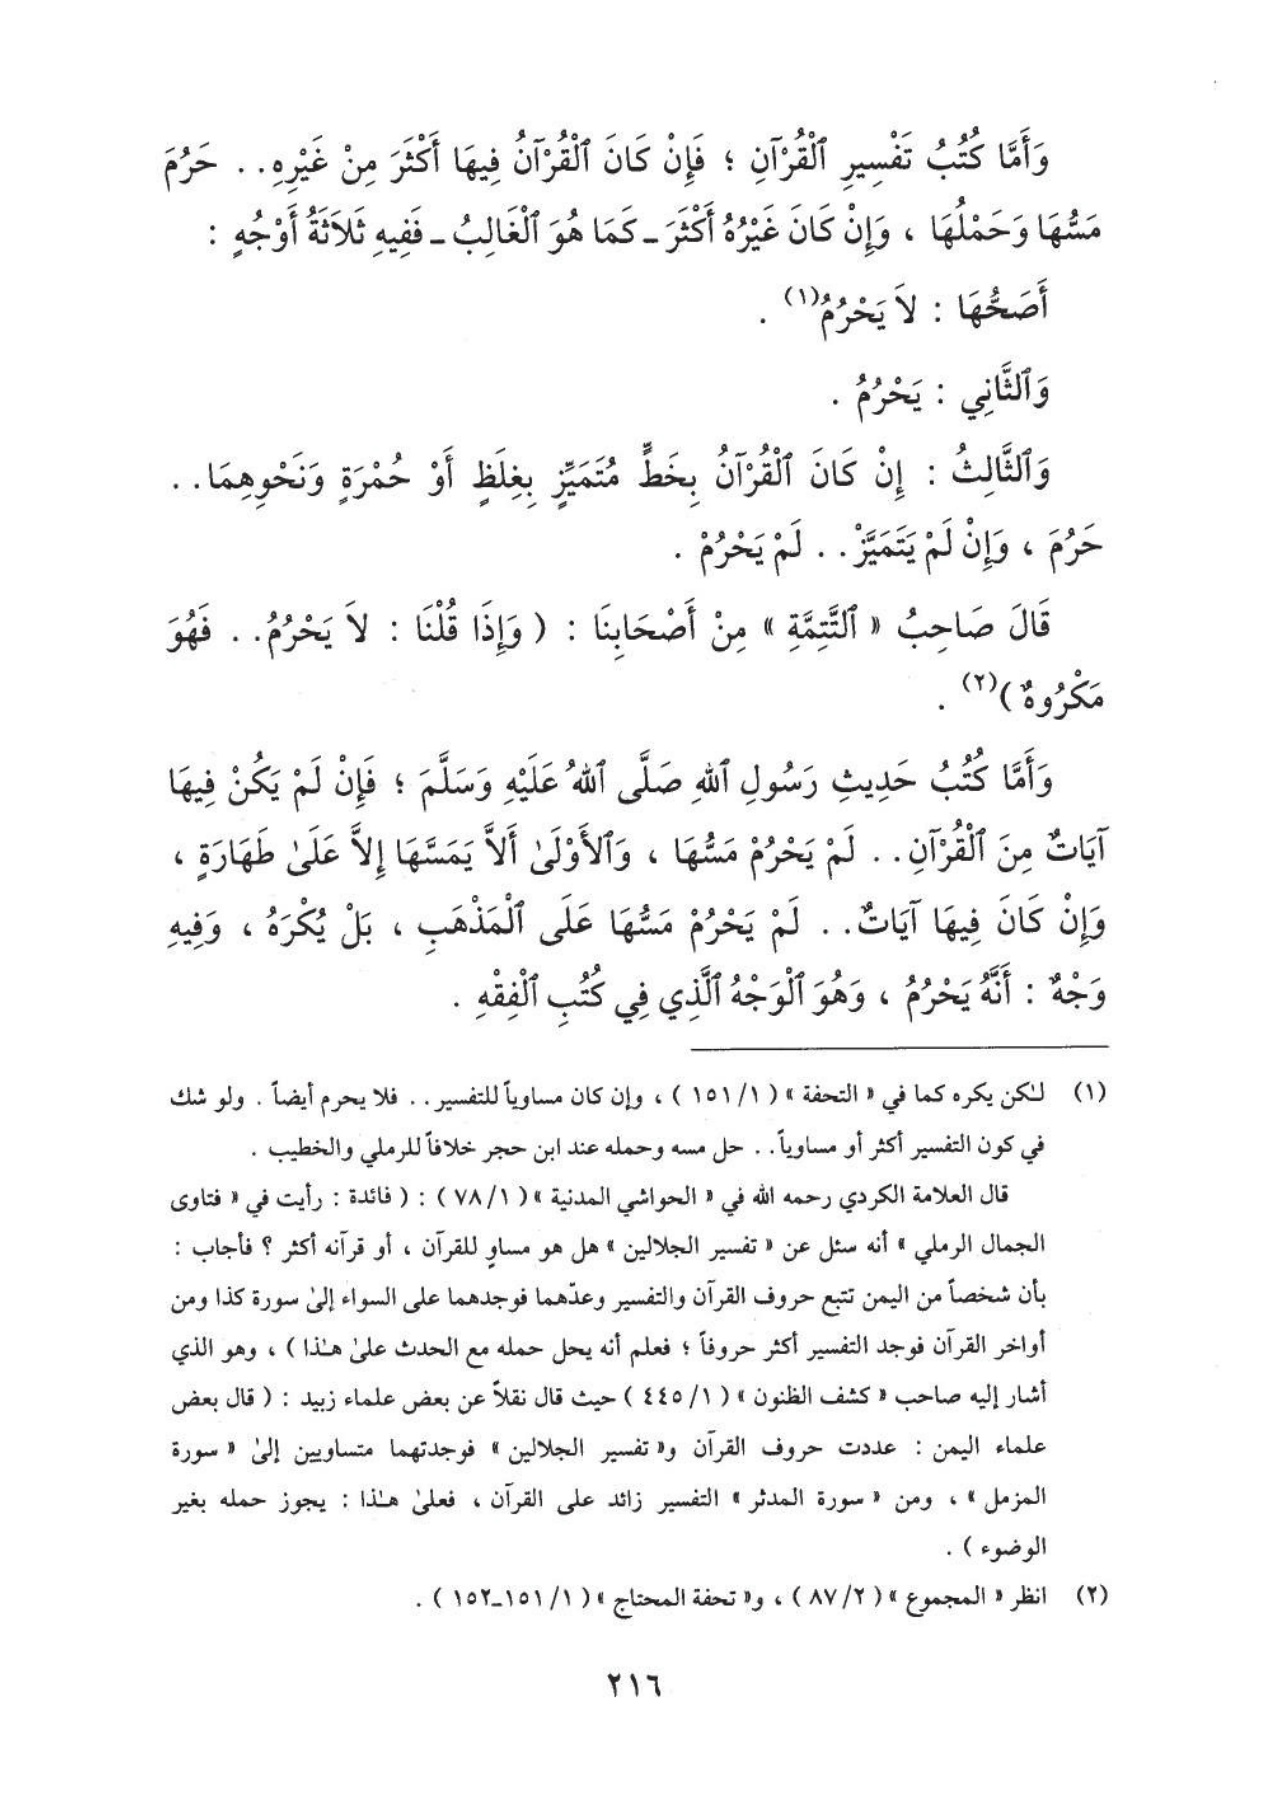 وَأَمَّا كُتُبُ تَفْسِيرِ ٱلْقُرْآنِ ؛ فَإِنْ كَانَ ٱلْقُرْآنُ فِيهَا أَكْثَرَ مِنْ غَيْرِهِ . . حَرُمَ
مَسُّهَا وَحَمْلُهَا ، وَإِنْ كَانَ غَيْرُهُ أَكْثَرَ ـ كَمَا هُوَ ٱلْغَالِبُ ـ فَفِيهِ ثَلاَثَةُ أَوْجُهٍ :
أَصَحُّهَا : لاَ يَحْرُمُ(١) .
وَٱلثَّانِي : يَحْرُمُ .
وَٱلثَّالِثُ : إِنْ كَانَ ٱلْقُرْآنُ بِخَطٍّ مُتَمَيِّزٍ بِغِلَظٍ أَوْ حُمْرَةٍ وَنَحْوِهِمَا . .
حَرُمَ ، وَإِنْ لَمْ يَتَمَيَّزْ . . لَمْ يَحْرُمْ .
قَالَ صَاحِبُ « ٱلتَّتِمَّةِ » مِنْ أَصْحَابِنَا : ( وَإِذَا قُلْنَا : لاَ يَحْرُمُ . . فَهُوَ
مَكْرُوهٌ )(٢) .
وَأَمَّا كُتُبُ حَدِيثِ رَسُولِ ٱللهِ صَلَّى ٱللهُ عَلَيْهِ وَسَلَّمَ ؛ فَإِنْ لَمْ يَكُنْ فِيهَا
آيَاتٌ مِنَ ٱلْقُرْآنِ . . لَمْ يَحْرُمْ مَسُّهَا ، وَٱلأَوْلَىٰ أَلاَّ يَمَسَّهَا إِلاَّ عَلَىٰ طَهَارَةٍ ،
وَإِنْ كَانَ فِيهَا آيَاتٌ . . لَمْ يَحْرُمْ مَسُّهَا عَلَى ٱلْمَذْهَبِ ، بَلْ يُكْرَهُ ، وَفِيهِ
وَجْهٌ : أَنَّهُ يَحْرُمُ ، وَهُوَ ٱلْوَجْهُ ٱلَّذِي فِي كُتُبِ ٱلْفِقْهِ .
(١) لـٰكن يكره كما في « التحفة » ( ١/ ١٥١ ) ، وإن كان مساوياً للتفسير . . فلا يحرم أيضاً . ولو شك
في كون التفسير أكثر أو مساوياً . . حل مسه وحمله عند ابن حجر خلافاً للرملي والخطيب .
قال العلامة الكردي رحمه الله في « الحواشي المدنية » ( ١/ ٧٨ ) : ( فائدة : رأيت في « فتاوى
الجمال الرملي » أنه سئل عن « تفسير الجلالين » هل هو مساوٍ للقرآن ، أو قرآنه أكثر ؟ فأجاب :
بأن شخصاً من اليمن تتبع حروف القرآن والتفسير وعدّهما فوجدهما على السواء إلىٰ سورة كذا ومن
أواخر القرآن فوجد التفسير أكثر حروفاً ؛ فعلم أنه يحل حمله مع الحدث علىٰ هـٰذا ) ، وهو الذي
أشار إليه صاحب « كشف الظنون » ( ١/ ٤٤٥ ) حيث قال نقلاً عن بعض علماء زبيد : ( قال بعض
علماء اليمن : عددت حروف القرآن و« تفسير الجلالين » فوجدتهما متساويين إلىٰ « سورة
المزمل » ، ومن « سورة المدثر » التفسير زائد على القرآن ، فعلىٰ هـٰذا : يجوز حمله بغير
الوضوء ) .
(٢) انظر « المجموع » ( ٢/ ٨٧ ) ، و« تحفة المحتاج » ( ١/ ١٥١ـ١٥٢ ) .
٢١٦